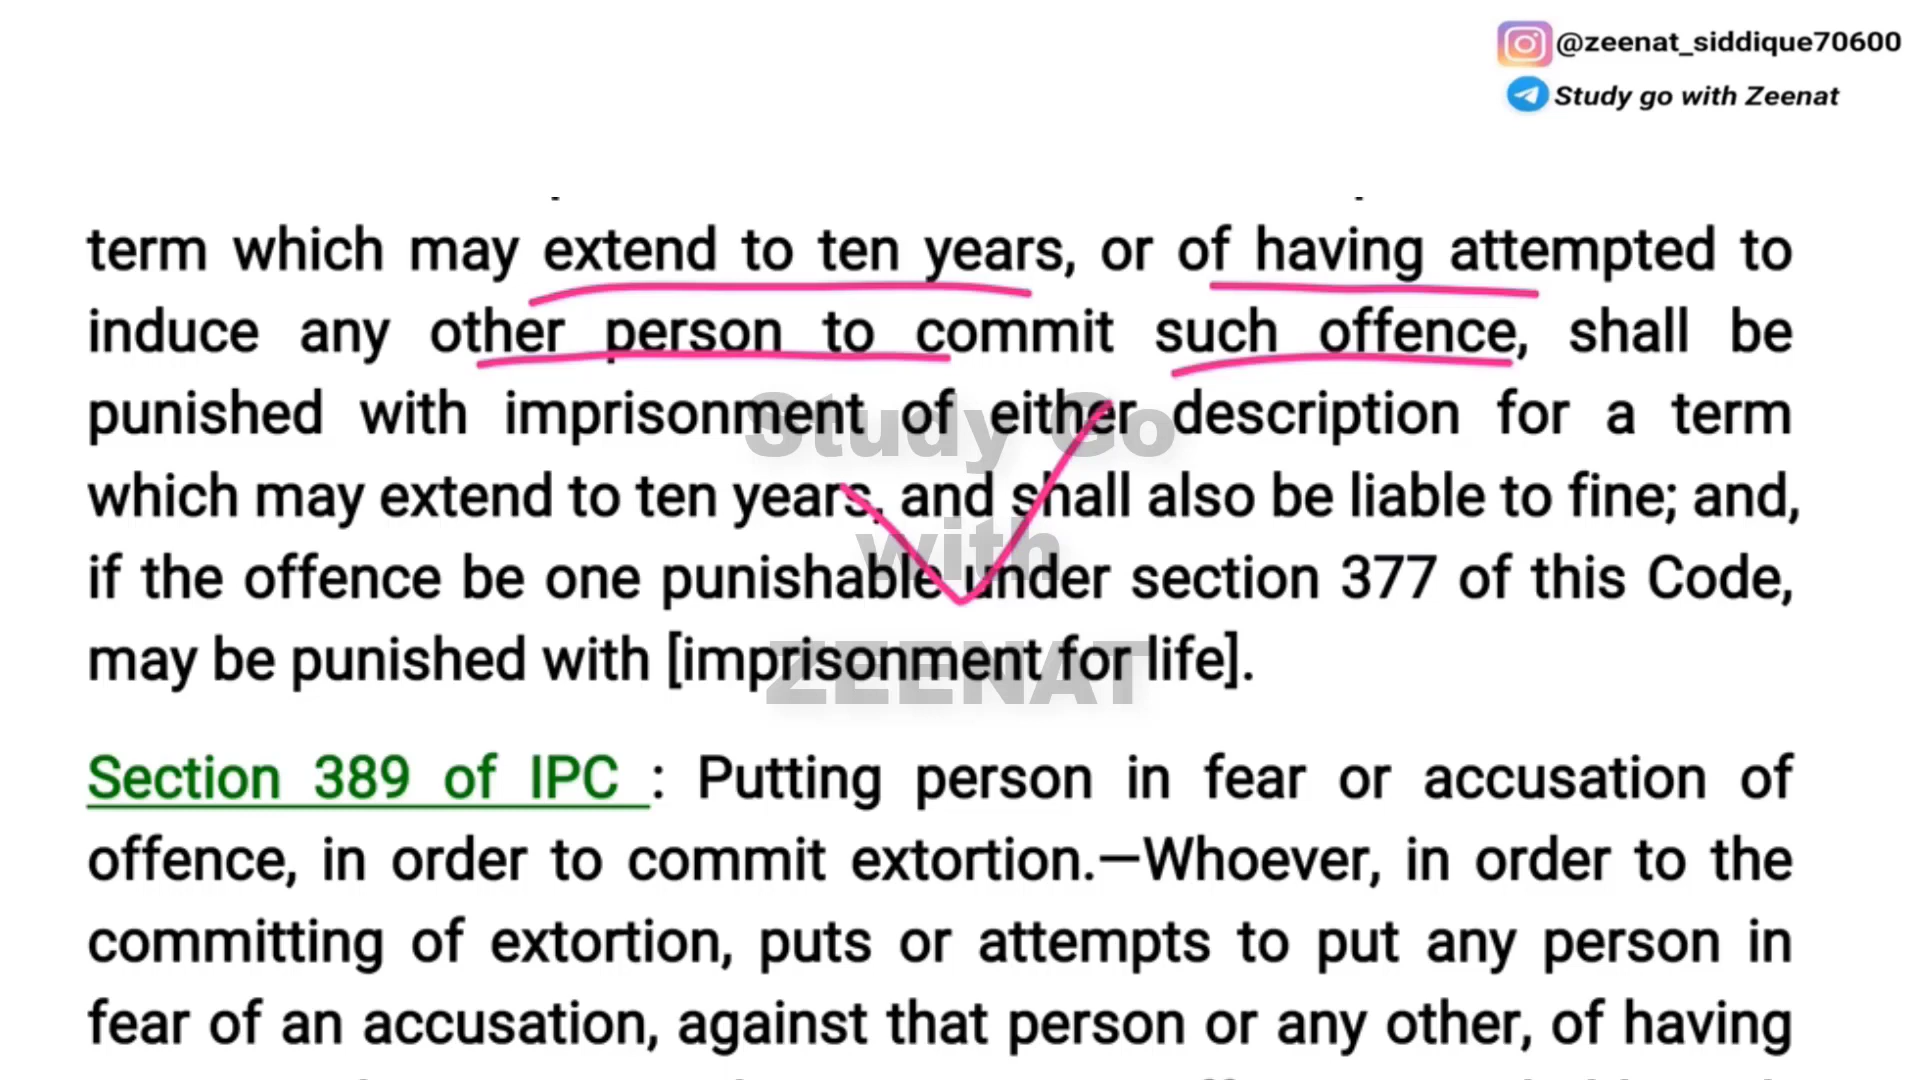 @zeenat_siddique70600
Study go with Zeenat
term which may extend to ten years, or of having attempted to
induce any other person to commit such offence, shall be
punished with imprisonment of either description for a term
which may extend to ten years, and shall also be liable to fine; and,
if the offence be one punishable under section 377 of this Code,
may be punished with [imprisonment for life].
Study Go
with
ZEENAT
Section 389 of IPC : Putting person in fear or accusation of
offence, in order to commit extortion.—Whoever, in order to the
committing of extortion, puts or attempts to put any person in
fear of an accusation, against that person or any other, of having